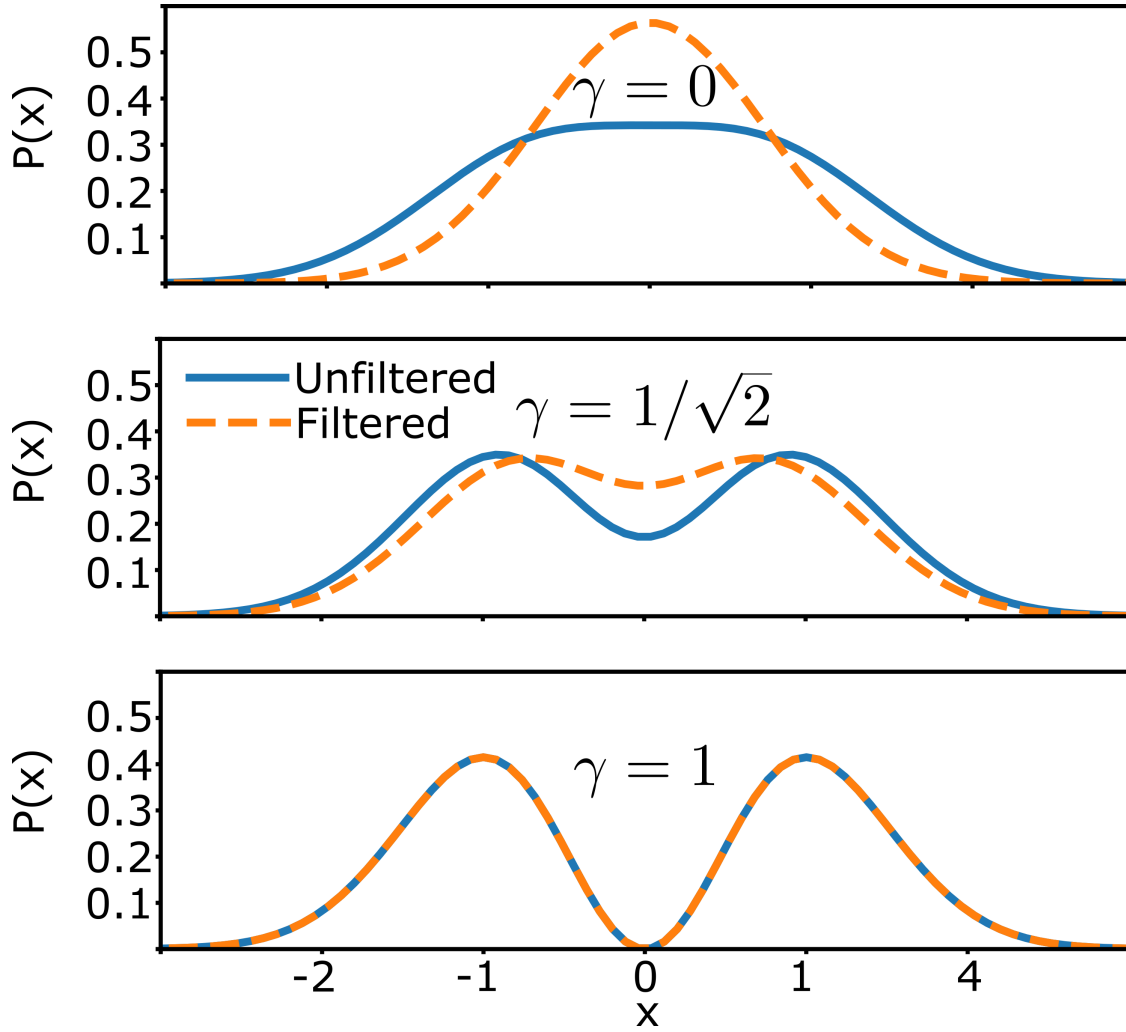 P(x)
0.5
0.4
0.3
0.2
0.1
γ = 0
P(x)
0.5
0.4
0.3
0.2
0.1
Unfiltered
Filtered
γ = 1/√2
P(x)
0.5
0.4
0.3
0.2
0.1
γ = 1
-2 -1 0 1 4
x